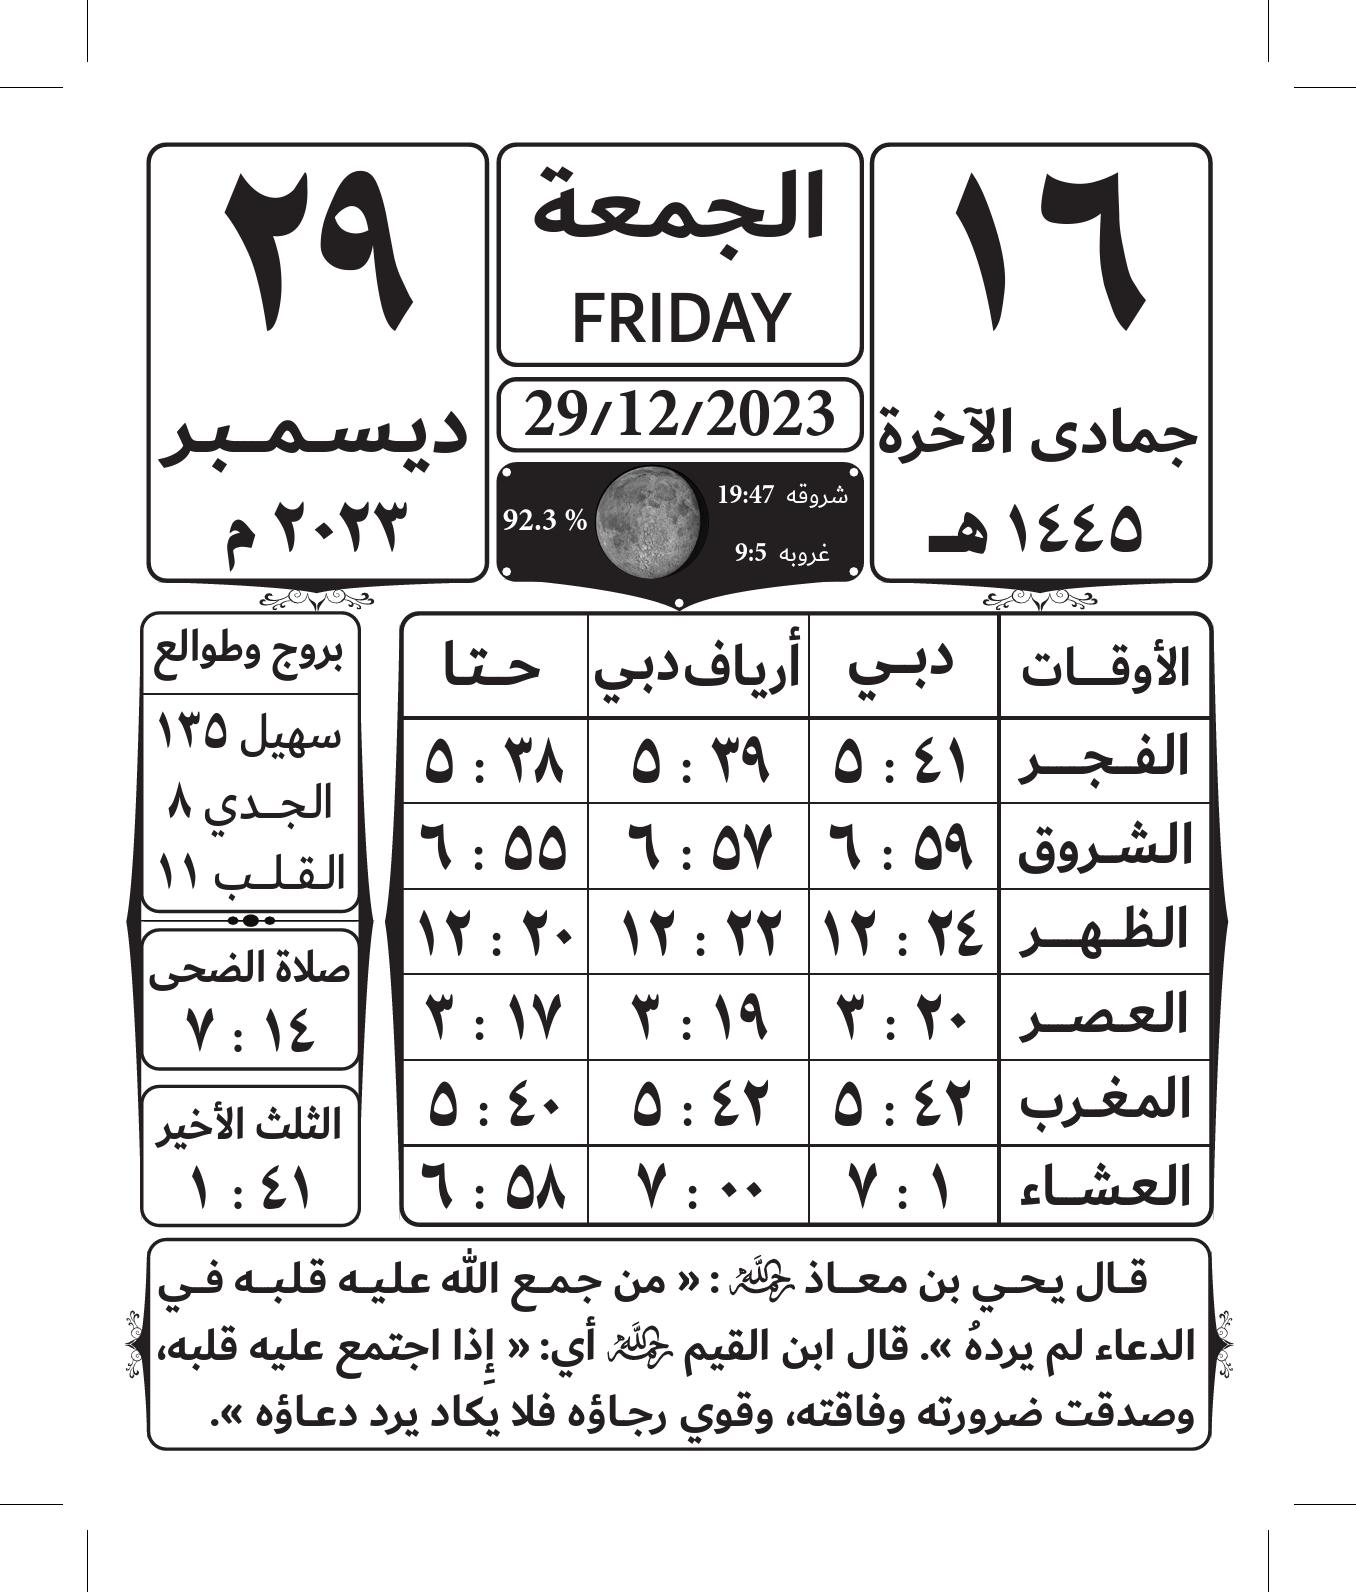 ١٦
جمادى الآخرة
١٤٤٥ هـ
الجمعة
FRIDAY
29/12/2023
شروقه 19:47
غروبه 9:5
92.3 %
٢٩
ديسمبر
٢٠٢٣ م
الأوقات دبي أرياف دبي حتا
الفجر ٤١ : ٥ ٣٩ : ٥ ٣٨ : ٥
الشروق ٥٩ : ٦ ٥٧ : ٦ ٥٥ : ٦
الظهر ٢٤ : ١٢ ٢٢ : ١٢ ٢٠ : ١٢
العصر ٢٠ : ٣ ١٩ : ٣ ١٧ : ٣
المغرب ٤٢ : ٥ ٤٢ : ٥ ٤٠ : ٥
العشاء ١ : ٧ ٠٠ : ٧ ٥٨ : ٦
بروج وطوالع
سهيل ١٣٥
الجدي ٨
القلب ١١
صلاة الضحى
١٤ : ٧
الثلث الأخير
٤١ : ١
قال يحي بن معاذ رحمه الله : « من جمع الله عليه قلبه في
الدعاء لم يردهُ ». قال ابن القيم رحمه الله أي: « إِذا اجتمع عليه قلبه،
وصدقت ضرورته وفاقته، وقوي رجاؤه فلا يكاد يرد دعاؤه ».